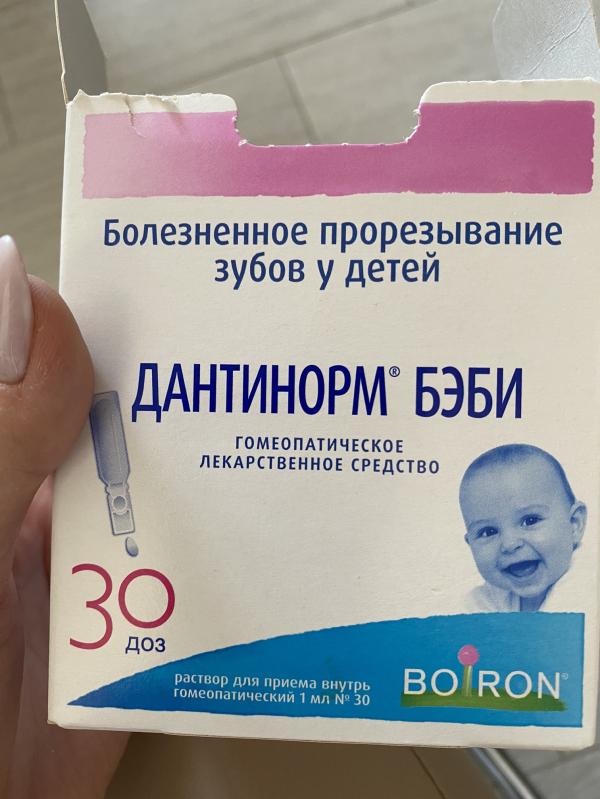 Болезненное прорезывание
зубов у детей
ДАНТИНОРМ® БЭБИ
ГОМЕОПАТИЧЕСКОЕ
ЛЕКАРСТВЕННОЕ СРЕДСТВО
30
доз
раствор для приема внутрь
гомеопатический 1 мл № 30
BOIRON®